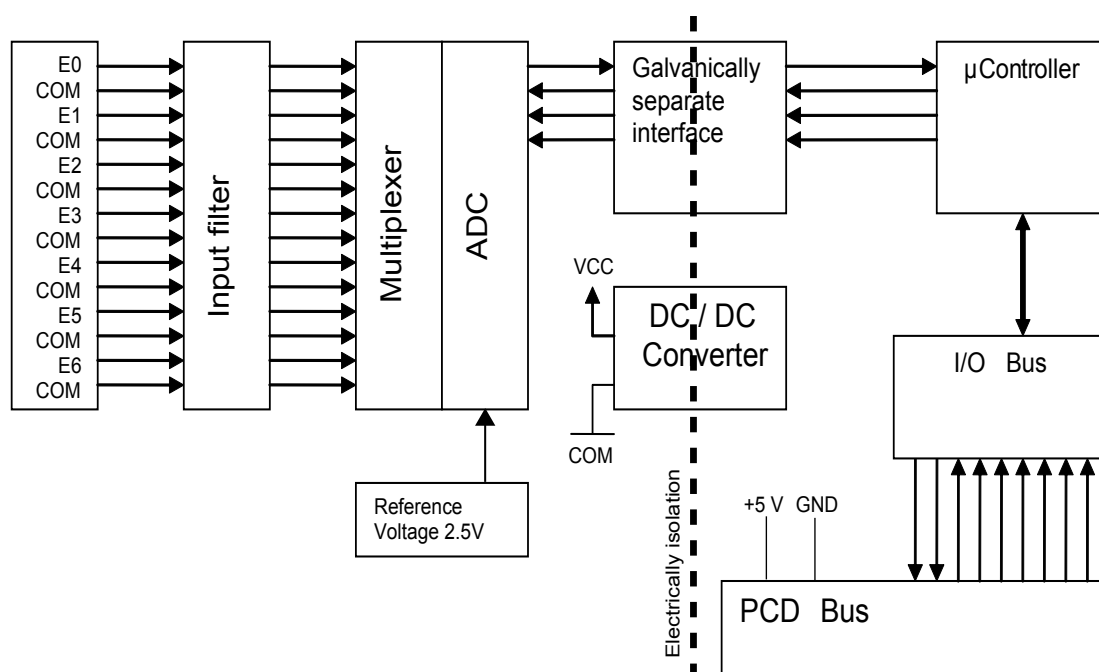 E0
COM
E1
COM
E2
COM
E3
COM
E4
COM
E5
COM
E6
COM
Input filter
Multiplexer
ADC
Reference
Voltage 2.5V
Galvanically
separate
interface
VCC
DC / DC
Converter
COM
Electrically isolation
µController
I/O Bus
+5 V GND
PCD Bus